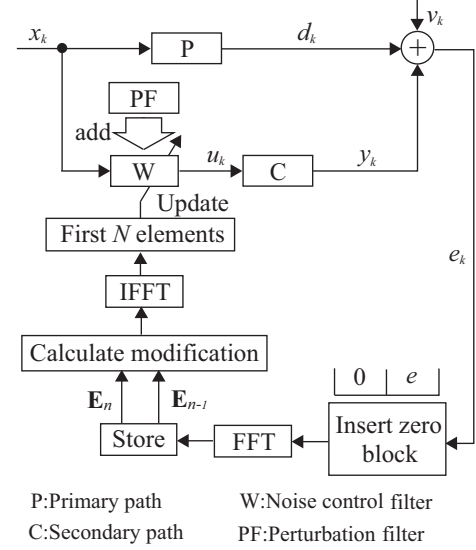 v_k
x_k
P
d_k
+
PF
add
W
u_k
C
y_k
Update
First N elements
e_k
IFFT
Calculate modification
0 e
E_n
E_{n-1}
Store
FFT
Insert zero
block
P:Primary path
W:Noise control filter
C:Secondary path
PF:Perturbation filter